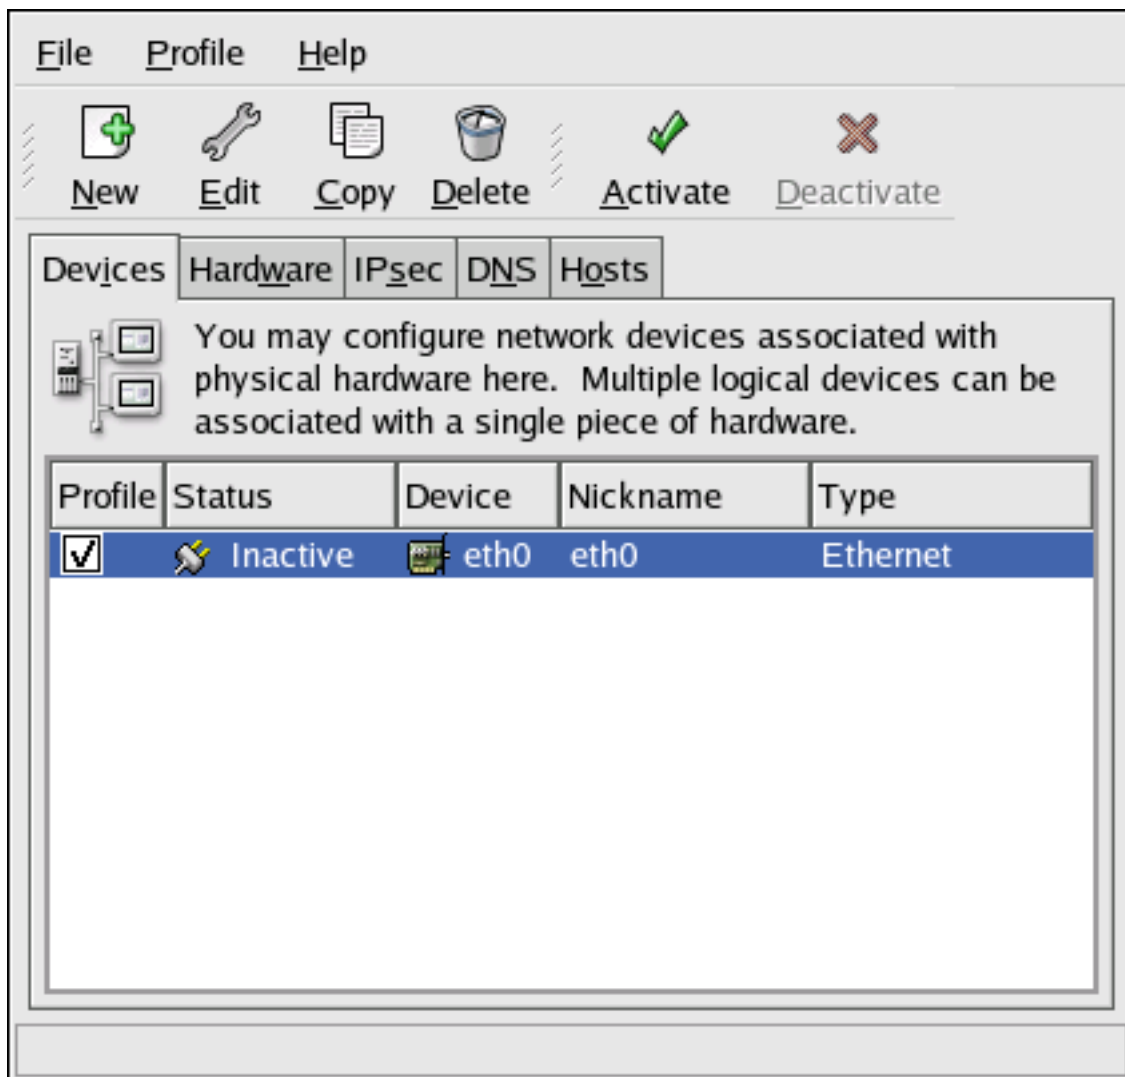 File Profile Help
New Edit Copy Delete Activate Deactivate
Devices Hardware IPsec DNS Hosts
You may configure network devices associated with
physical hardware here.  Multiple logical devices can be
associated with a single piece of hardware.
Profile Status Device Nickname Type
Inactive eth0 eth0 Ethernet